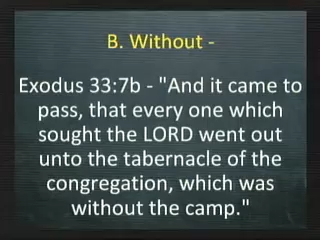 B. Without -
Exodus 33:7b - "And it came to
pass, that every one which
sought the LORD went out
unto the tabernacle of the
congregation, which was
without the camp."